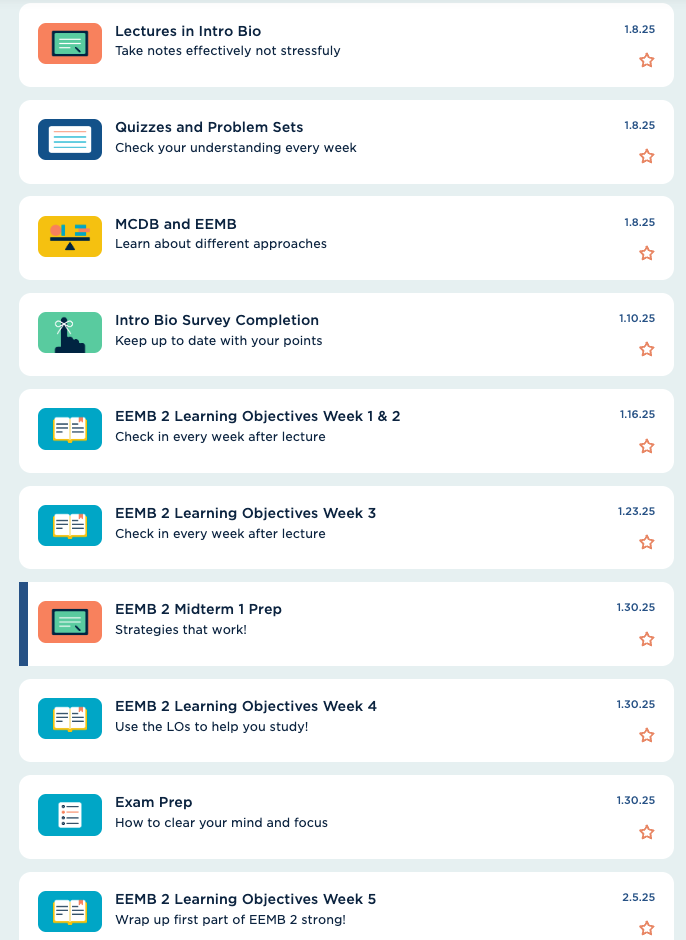 Lectures in Intro Bio
1.8.25
Take notes effectively not stressfuly
Quizzes and Problem Sets
1.8.25
Check your understanding every week
MCDB and EEMB
1.8.25
Learn about different approaches
Intro Bio Survey Completion
1.10.25
Keep up to date with your points
EEMB 2 Learning Objectives Week 1 & 2
1.16.25
Check in every week after lecture
EEMB 2 Learning Objectives Week 3
1.23.25
Check in every week after lecture
EEMB 2 Midterm 1 Prep
1.30.25
Strategies that work!
EEMB 2 Learning Objectives Week 4
1.30.25
Use the LOs to help you study!
Exam Prep
1.30.25
How to clear your mind and focus
EEMB 2 Learning Objectives Week 5
2.5.25
Wrap up first part of EEMB 2 strong!